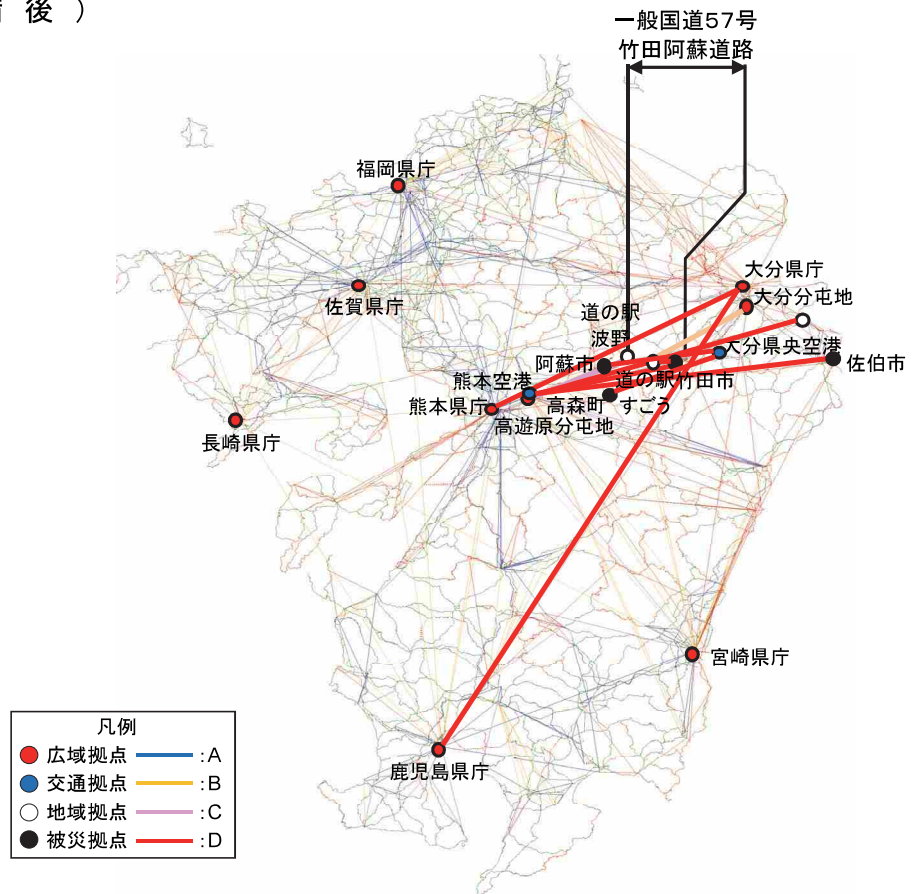 備 後 ）
一般国道57号
竹田阿蘇道路
福岡県庁
大分県庁
佐賀県庁
大分分屯地
道の駅
波野
大分県央空港
阿蘇市
佐伯市
熊本空港
道の駅
すごう
竹田市
熊本県庁
高森町
高遊原分屯地
長崎県庁
宮崎県庁
鹿児島県庁
凡例
広域拠点 :A
交通拠点 :B
地域拠点 :C
被災拠点 :D